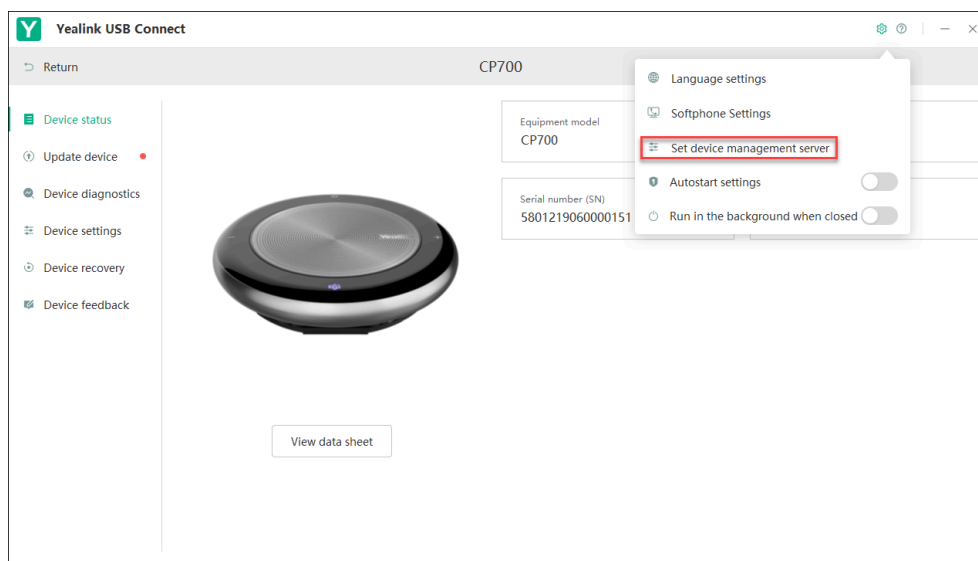 Yealink USB Connect
Return
CP700
Device status
Update device
Device diagnostics
Device settings
Device recovery
Device feedback
Yealink
View data sheet
Equipment model
CP700
Serial number (SN)
5801219060000151
Language settings
Softphone Settings
Set device management server
Autostart settings
Run in the background when closed